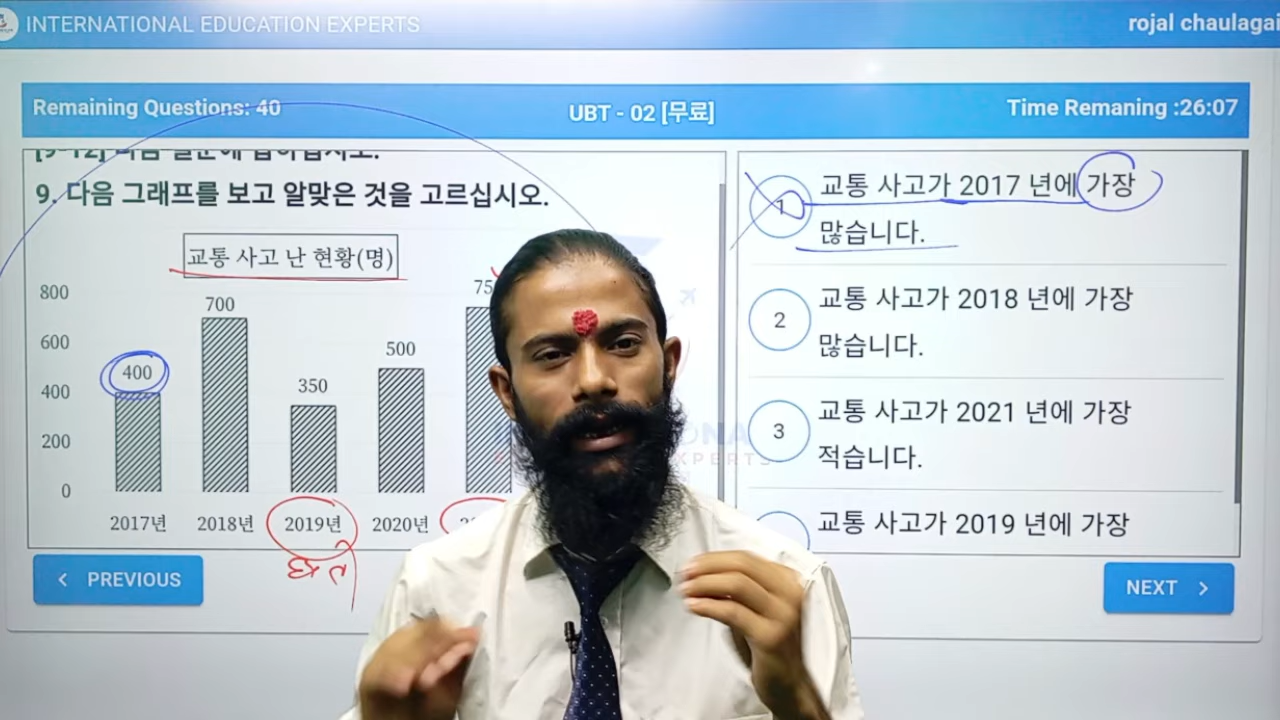 INTERNATIONAL EDUCATION EXPERTS
rojal chaulagai
Remaining Questions: 40
UBT - 02 [무료]
Time Remaning :26:07
9. 다음 그래프를 보고 알맞은 것을 고르십시오.
교통 사고 난 현황(명)
800
600
400
200
0
400
700
350
500
75
2017년
2018년
2019년
2020년
PREVIOUS
1
교통 사고가 2017 년에 가장
많습니다.
2
교통 사고가 2018 년에 가장
많습니다.
3
교통 사고가 2021 년에 가장
적습니다.
교통 사고가 2019 년에 가장
NEXT